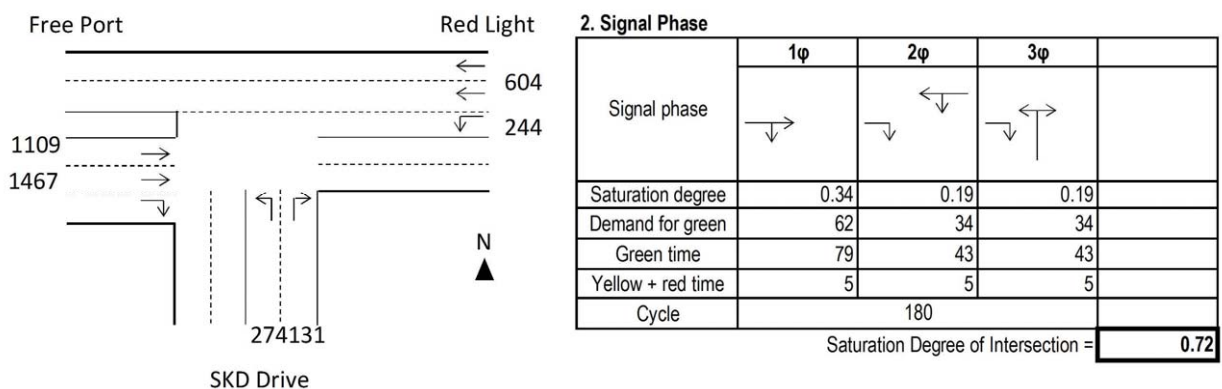 Free Port
Red Light
604
244
1109
1467
N
274131
SKD Drive
2. Signal Phase
1φ 2φ 3φ
Signal phase
Saturation degree 0.34 0.19 0.19
Demand for green 62 34 34
Green time 79 43 43
Yellow + red time 5 5 5
Cycle 180
Saturation Degree of Intersection = 0.72